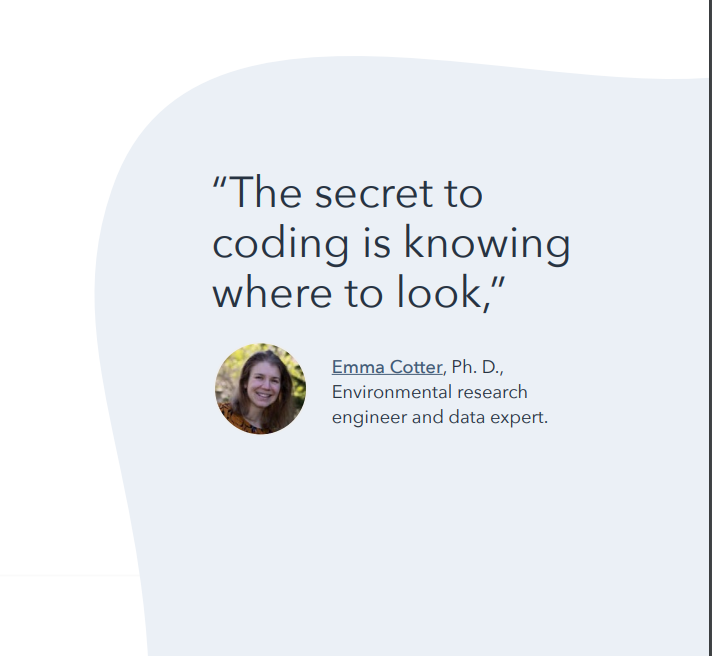 “The secret to
coding is knowing
where to look,”
Emma Cotter, Ph. D.,
Environmental research
engineer and data expert.